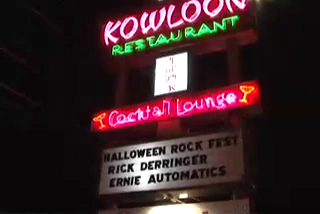 KOWLOON
RESTAURANT
Cocktail Lounge
HALLOWEEN ROCK FEST
RICK DERRINGER
ERNIE AUTOMATICS